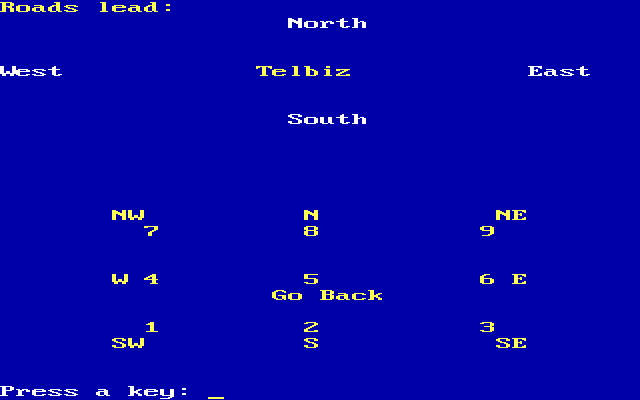 Roads lead:
North
West Telbiz East
South
NW N NE
7 8 9
W 4 5 6 E
Go Back
1 2 3
SW S SE
Press a key: _